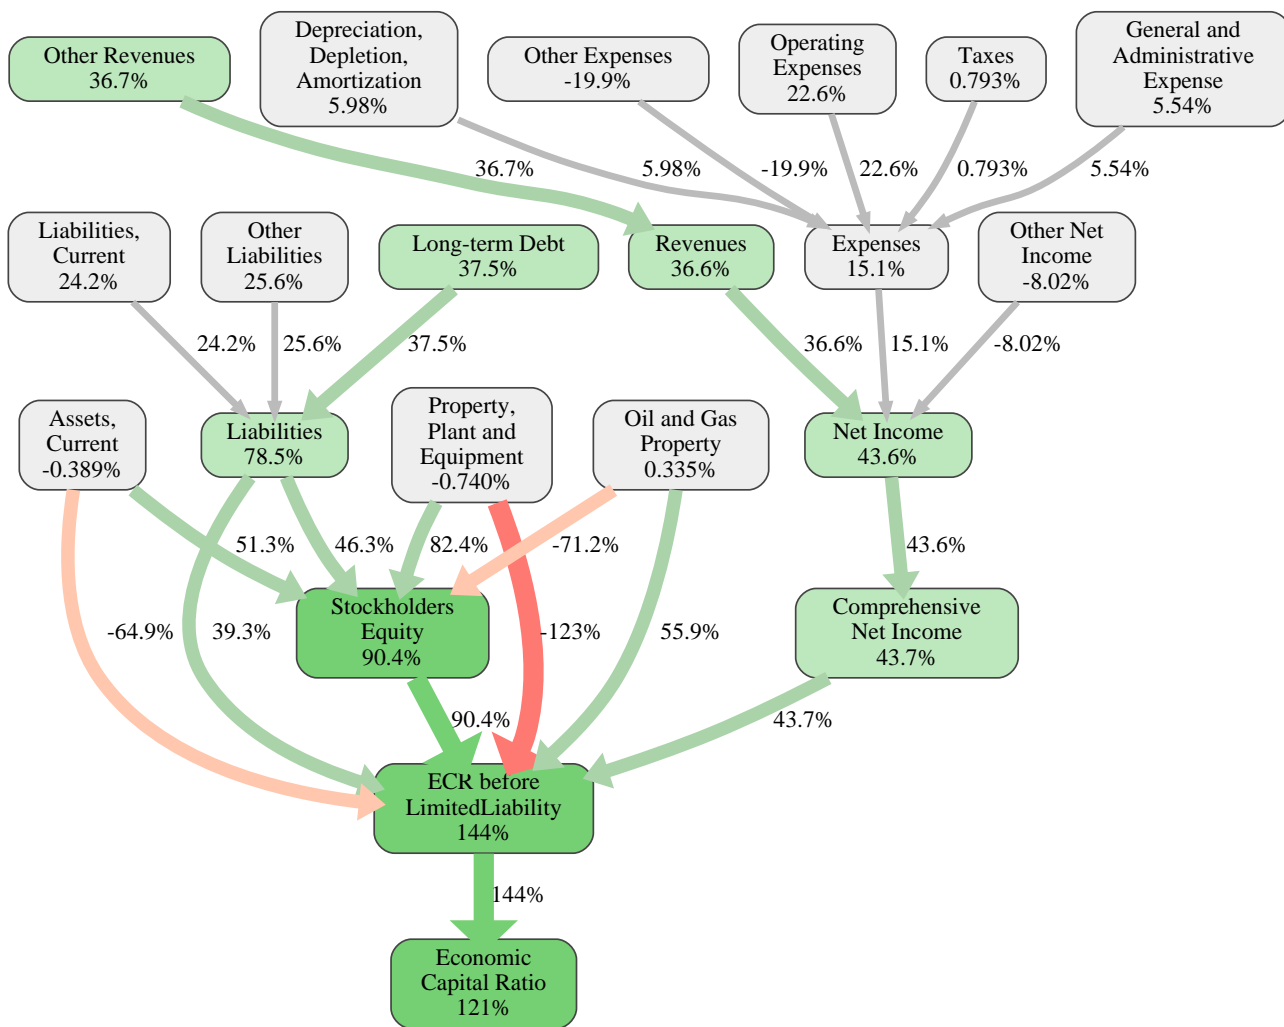 Other Revenues
36.7%
Depreciation,
Depletion,
Amortization
5.98%
Other Expenses
-19.9%
Operating
Expenses
22.6%
Taxes
0.793%
General and
Administrative
Expense
5.54%
36.7%
5.98%
-19.9%
22.6%
0.793%
5.54%
Liabilities,
Current
24.2%
Other
Liabilities
25.6%
Long-term Debt
37.5%
Revenues
36.6%
Expenses
15.1%
Other Net
Income
-8.02%
24.2%
25.6%
37.5%
36.6%
15.1%
-8.02%
Assets,
Current
-0.389%
Liabilities
78.5%
Property,
Plant and
Equipment
-0.740%
Oil and Gas
Property
0.335%
Net Income
43.6%
51.3%
46.3%
82.4%
-71.2%
43.6%
Stockholders
Equity
90.4%
Comprehensive
Net Income
43.7%
-64.9%
39.3%
-123%
55.9%
90.4%
43.7%
ECR before
LimitedLiability
144%
144%
Economic
Capital Ratio
121%